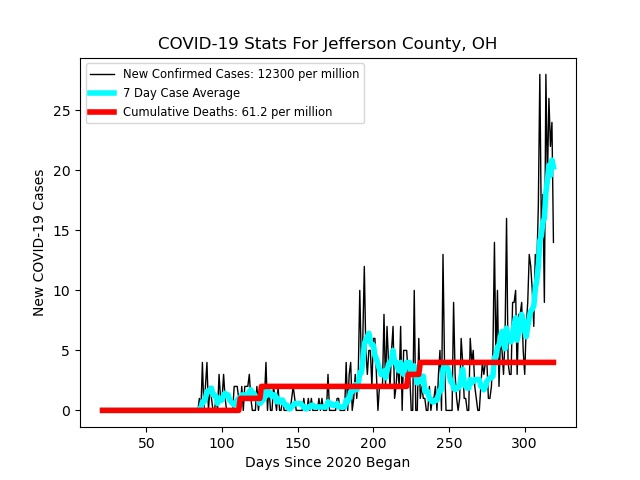 COVID-19 Stats For Jefferson County, OH
New Confirmed Cases: 12300 per million
7 Day Case Average
Cumulative Deaths: 61.2 per million
New COVID-19 Cases
25
20
15
10
5
0
50 100 150 200 250 300
Days Since 2020 Began